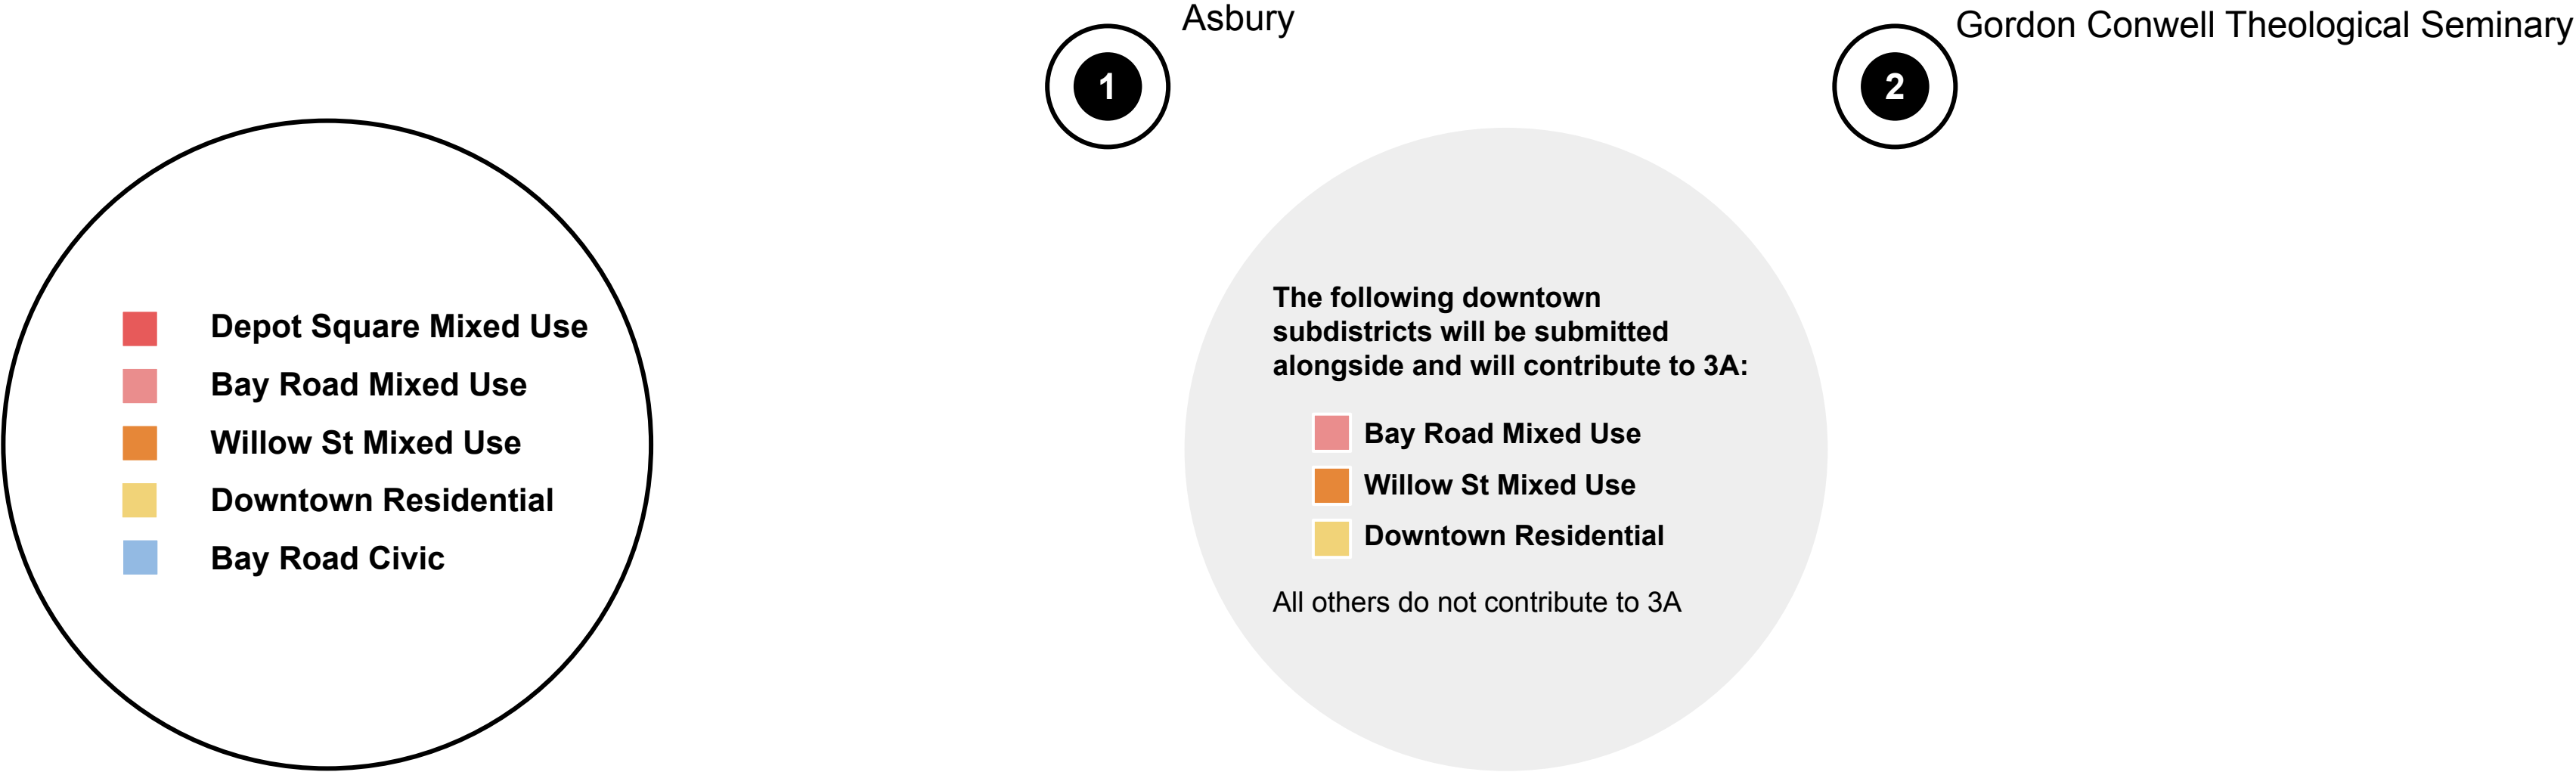 Asbury
1
Gordon Conwell Theological Seminary
2
Depot Square Mixed Use
Bay Road Mixed Use
Willow St Mixed Use
Downtown Residential
Bay Road Civic
The following downtown
subdistricts will be submitted
alongside and will contribute to 3A:
Bay Road Mixed Use
Willow St Mixed Use
Downtown Residential
All others do not contribute to 3A